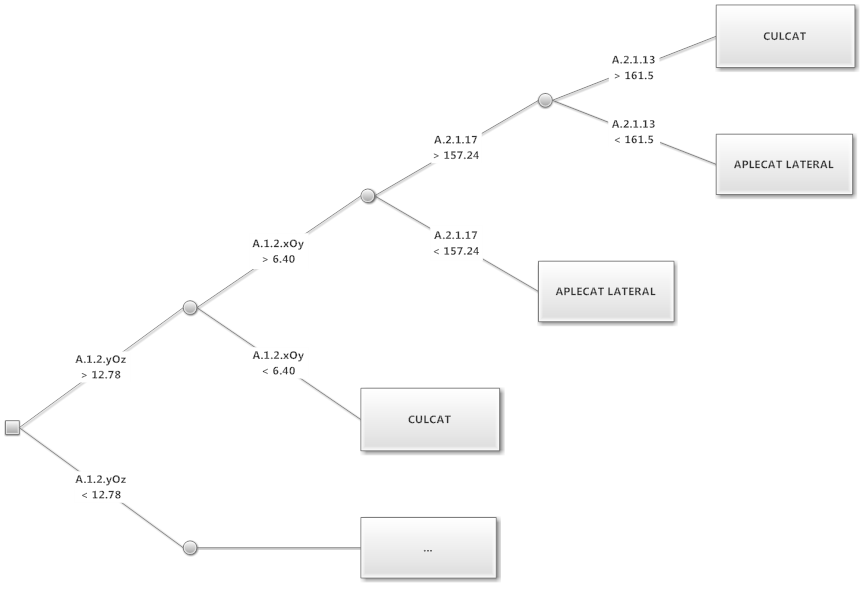 CULCAT
A.2.1.13
> 161.5
A.2.1.13
< 161.5
APLECAT LATERAL
A.2.1.17
> 157.24
A.2.1.17
< 157.24
APLECAT LATERAL
A.1.2.xOy
> 6.40
A.1.2.xOy
< 6.40
CULCAT
A.1.2.yOz
> 12.78
A.1.2.yOz
< 12.78
...